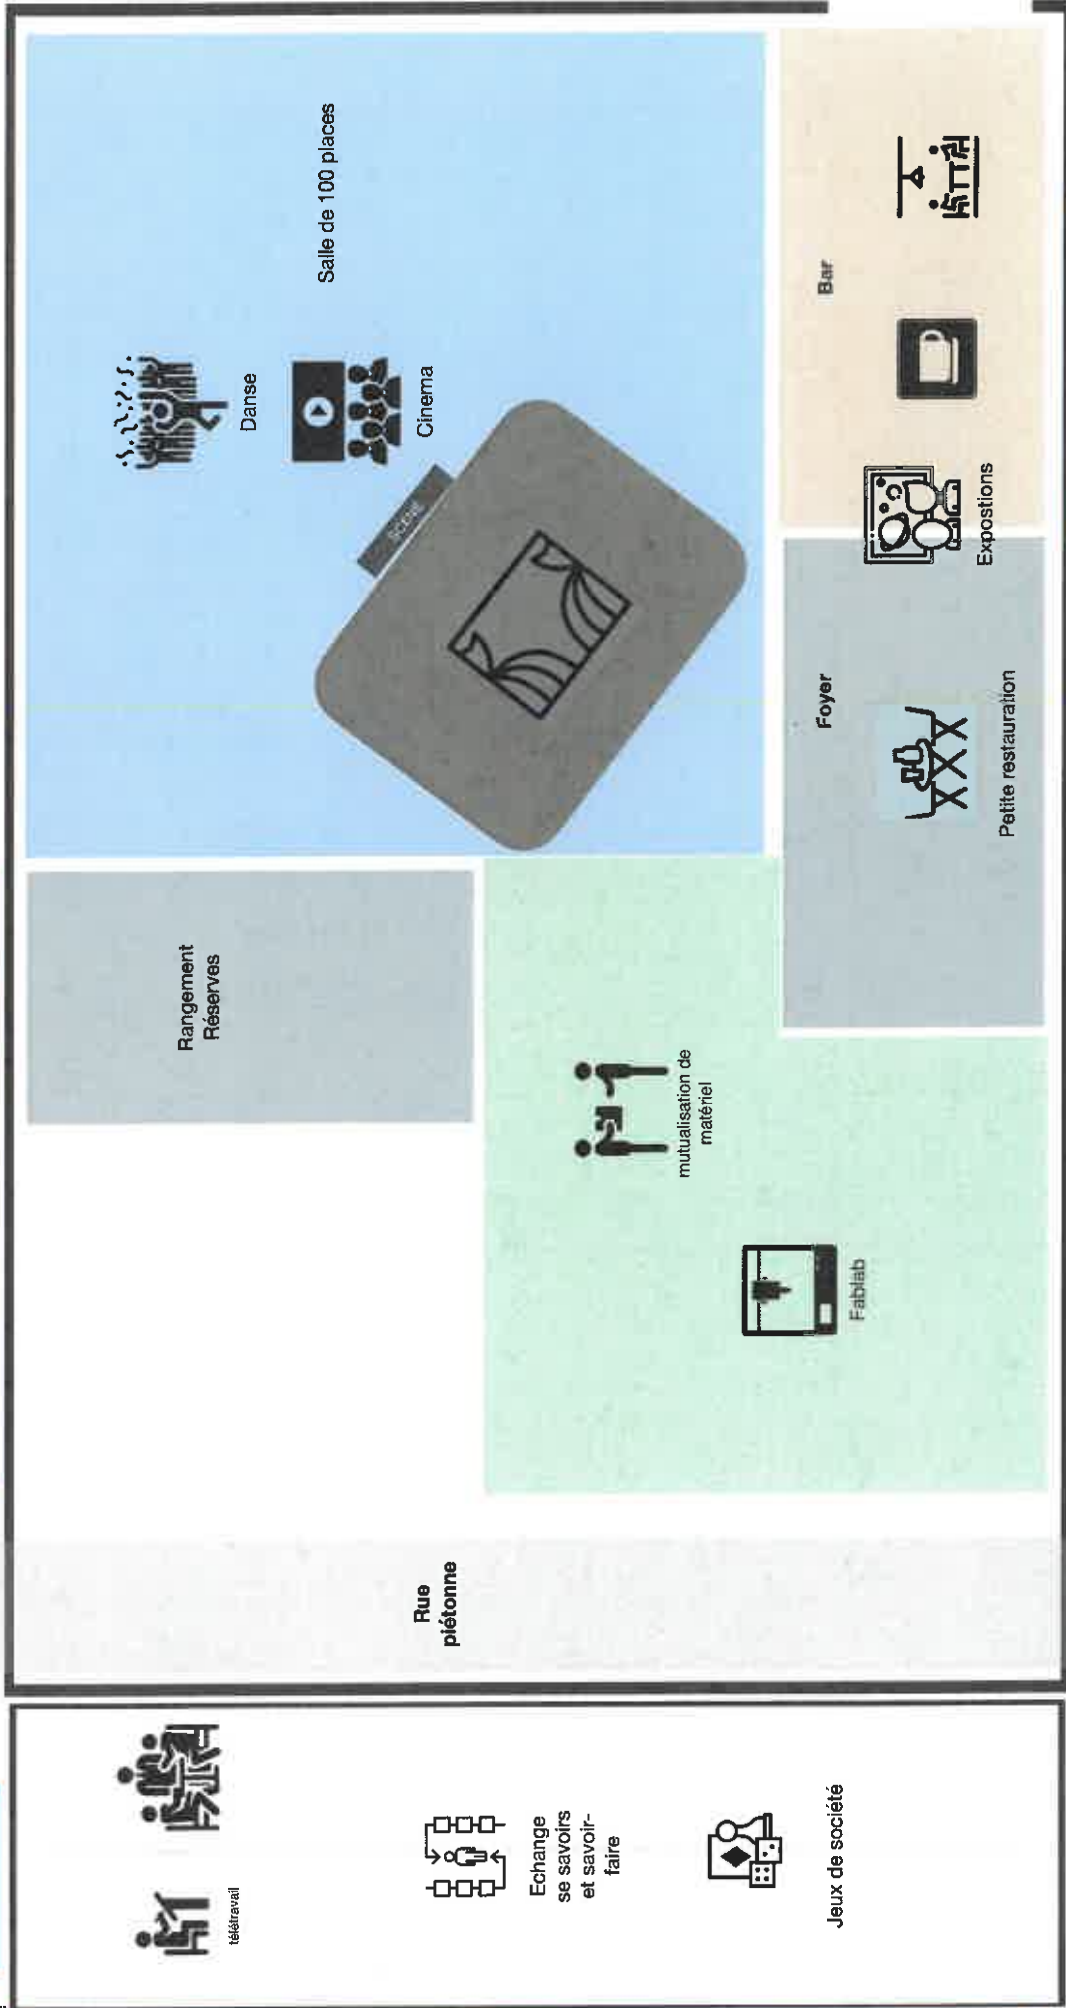 télétravail
Echange
se savoirs
et savoir-
faire
Jeux de société
Rue
piétonne
Rangement
Réserves
mutualisation de
matériel
Fablab
Danse
Cinema
Salle de 100 places
Scène
Foyer
Petite restauration
Expostions
Bar